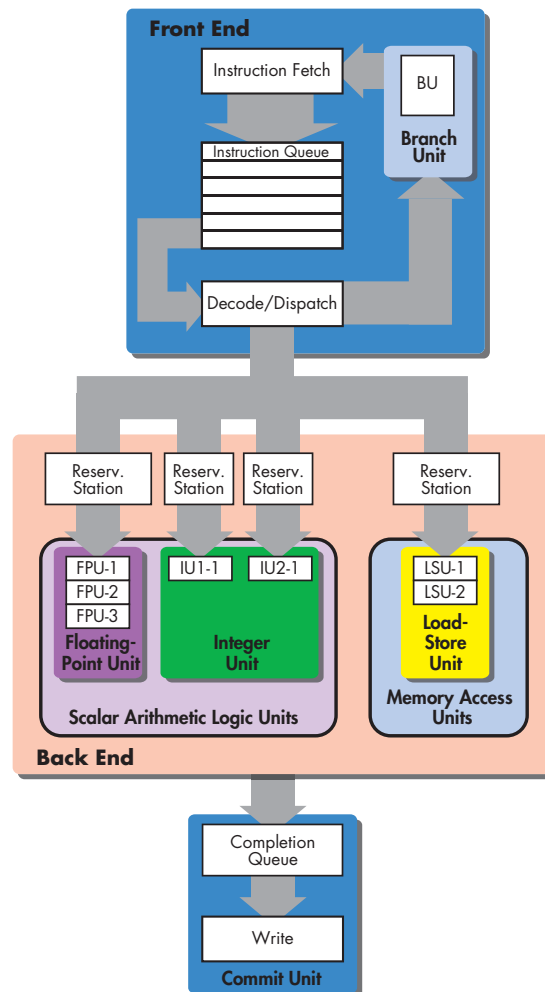 Front End
Instruction Fetch
BU
Branch
Unit
Instruction Queue
Decode/Dispatch
Reserv.
Station
Reserv.
Station
Reserv.
Station
Reserv.
Station
FPU-1
FPU-2
FPU-3
Floating-
Point Unit
IU1-1
IU2-1
Integer
Unit
Scalar Arithmetic Logic Units
LSU-1
LSU-2
Load-
Store
Unit
Memory Access
Units
Back End
Completion
Queue
Write
Commit Unit